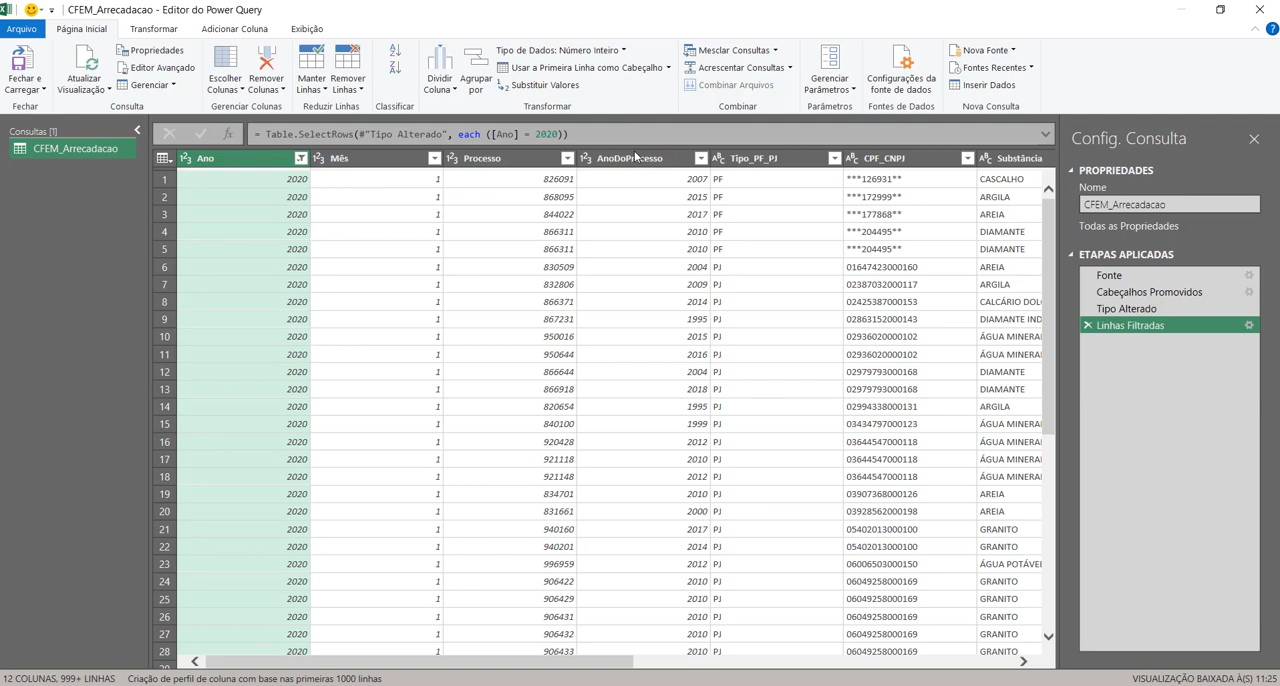 CFEM_Arrecadacao - Editor do Power Query
Arquivo Página Inicial Transformar Adicionar Coluna Exibição
Fechar e Carregar
Fechar
Atualizar Visualização
Propriedades
Editor Avançado
Gerenciar
Consulta
Escolher Colunas
Remover Colunas
Gerenciar Colunas
Manter Linhas
Remover Linhas
Reduzir Linhas
Classificar
Dividir Coluna
Agrupar por
Tipo de Dados: Número Inteiro
Usar a Primeira Linha como Cabeçalho
Substituir Valores
Transformar
Mesclar Consultas
Acrescentar Consultas
Combinar Arquivos
Combinar
Gerenciar Parâmetros
Parâmetros
Configurações da fonte de dados
Fontes de Dados
Nova Fonte
Fontes Recentes
Inserir Dados
Nova Consulta
Consultas [1]
CFEM_Arrecadacao
= Table.SelectRows(#"Tipo Alterado", each ([Ano] = 2020))
Ano Mês Processo AnoDoProcesso Tipo_PF_PJ CPF_CNPJ Substância
1 2020 1 826091 2007 PF ***126931** CASCALHO
2 2020 1 868095 2015 PF ***172999** ARGILA
3 2020 1 844022 2017 PF ***177868** AREIA
4 2020 1 866311 2010 PF ***204495** DIAMANTE
5 2020 1 866311 2010 PF ***204495** DIAMANTE
6 2020 1 830509 2004 PJ 01647423000160 AREIA
7 2020 1 832806 2009 PJ 02387032000117 ARGILA
8 2020 1 866371 2014 PJ 02425387000153 CALCÁRIO DOL
9 2020 1 867231 1995 PJ 02863152000143 DIAMANTE IND
10 2020 1 950016 2015 PJ 02936020000102 ÁGUA MINERA
11 2020 1 950644 2016 PJ 02936020000102 ÁGUA MINERA
12 2020 1 866644 2004 PJ 02979793000168 DIAMANTE
13 2020 1 866918 2018 PJ 02979793000168 DIAMANTE
14 2020 1 820654 1995 PJ 02994338000131 ARGILA
15 2020 1 840100 1999 PJ 03434797000123 ÁGUA MINERA
16 2020 1 920428 2012 PJ 03644547000118 ÁGUA MINERA
17 2020 1 921118 2010 PJ 03644547000118 ÁGUA MINERA
18 2020 1 921148 2010 PJ 03644547000118 ÁGUA MINERA
19 2020 1 834701 2010 PJ 03907368000126 AREIA
20 2020 1 831661 2000 PJ 03928562000198 AREIA
21 2020 1 940160 2017 PJ 05402013000100 GRANITO
22 2020 1 940201 2014 PJ 05402013000100 GRANITO
23 2020 1 996959 2012 PJ 06006503000150 ÁGUA POTÁVE
24 2020 1 906422 2010 PJ 06049258000169 GRANITO
25 2020 1 906429 2010 PJ 06049258000169 GRANITO
26 2020 1 906431 2010 PJ 06049258000169 GRANITO
27 2020 1 906432 2010 PJ 06049258000169 GRANITO
28 2020 1 906433 2010 PJ 06049258000169 GRANITO
Config. Consulta
PROPRIEDADES
Nome
CFEM_Arrecadacao
Todas as Propriedades
ETAPAS APLICADAS
Fonte
Cabeçalhos Promovidos
Tipo Alterado
Linhas Filtradas
12 COLUNAS, 999+ LINHAS Criação de perfil de coluna com base nas primeiras 1000 linhas VISUALIZAÇÃO BAIXADA À(S) 11:25